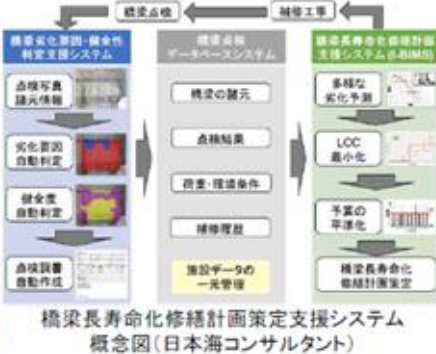 橋梁点検
補修工事
橋梁劣化要因・健全性
判定支援システム
点検写真
諸元情報
劣化要因
自動判定
健全度
自動判定
点検調書
自動作成
橋梁点検
データベースシステム
橋梁の諸元
点検結果
荷重・環境条件
補修履歴
施設データの
一元管理
橋梁長寿命化修繕計画
支援システム(I-BIMS)
多様な
劣化予測
LCC
最小化
予算の
平準化
橋梁長寿命化
修繕計画策定
橋梁長寿命化修繕計画策定支援システム
概念図(日本海コンサルタント)